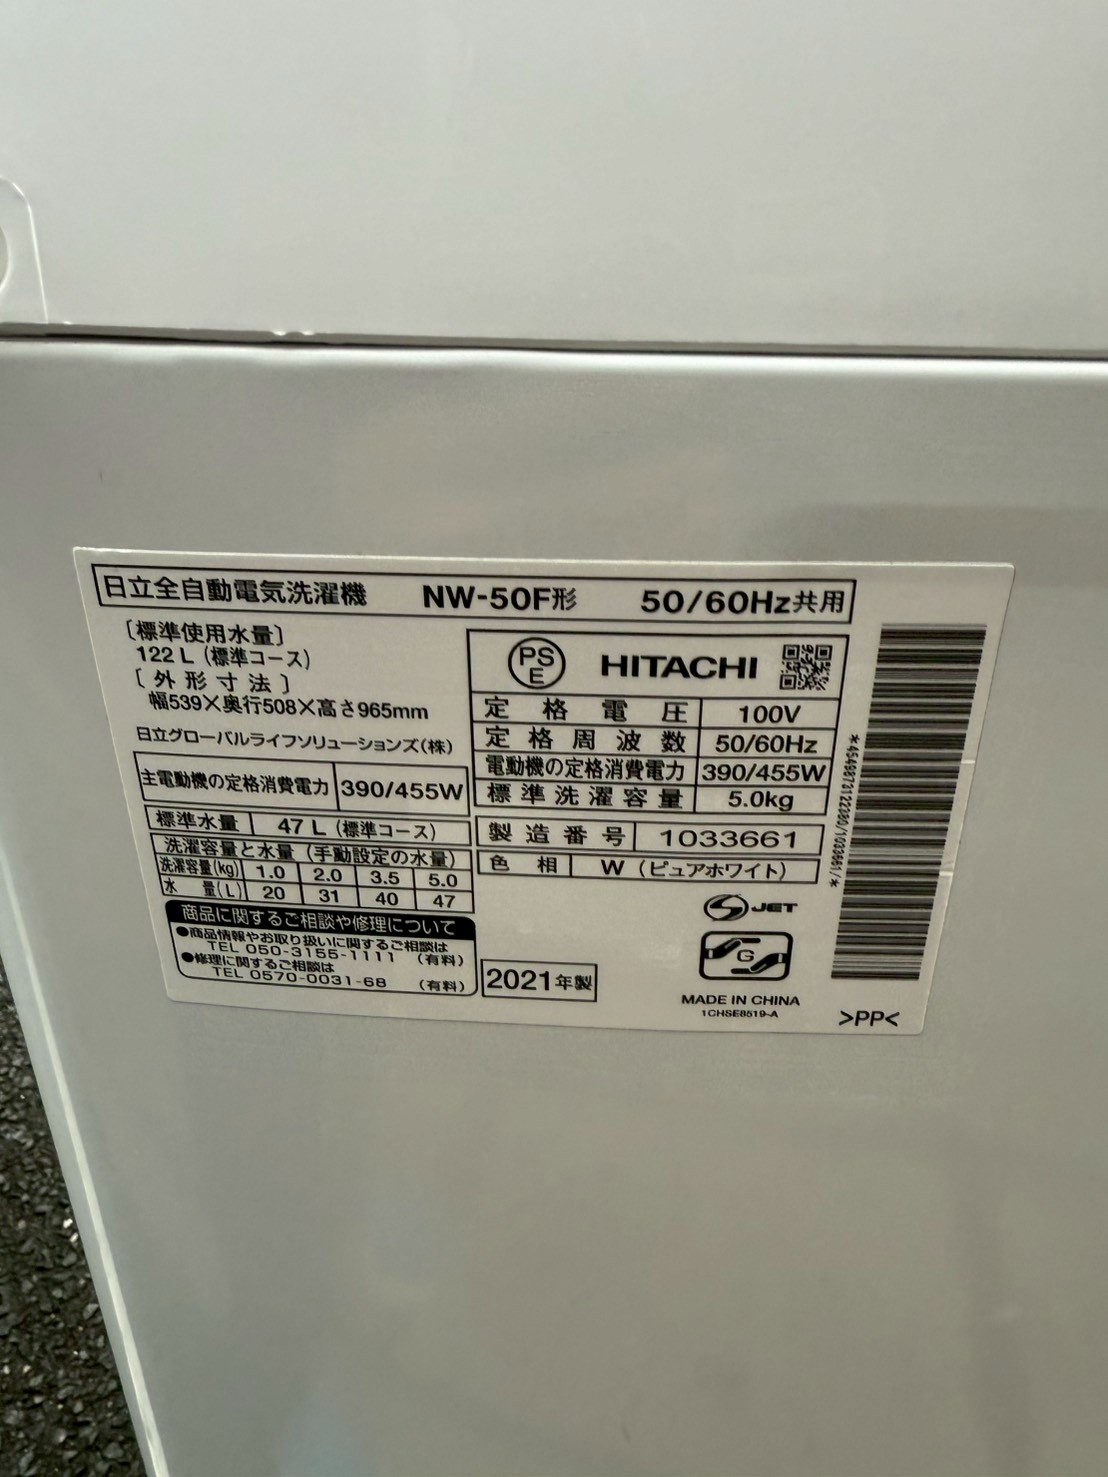 日立全自動電気洗濯機 NW-50F形 50/60Hz共用
〔標準使用水量〕
122 L (標準コース)
〔外形寸法〕
幅539×奥行508×高さ965mm
日立グローバルライフソリューションズ(株)
主電動機の定格消費電力 390/455W
標準水量 47 L (標準コース)
洗濯容量と水量 (手動設定の水量)
洗濯容量(kg) 1.0 2.0 3.5 5.0
水量(L) 20 31 40 47
商品に関するご相談や修理について
●商品情報やお取り扱いに関するご相談は
TEL 050-3155-1111 (有料)
●修理に関するご相談は
TEL 0570-0031-68 (有料)
PSE HITACHI
定格電圧 100V
定格周波数 50/60Hz
電動機の定格消費電力 390/455W
標準洗濯容量 5.0kg
製造番号 1033661
色相 W (ピュアホワイト)
2021年製
JET
G
MADE IN CHINA
1CHSE8519-A
>PP<